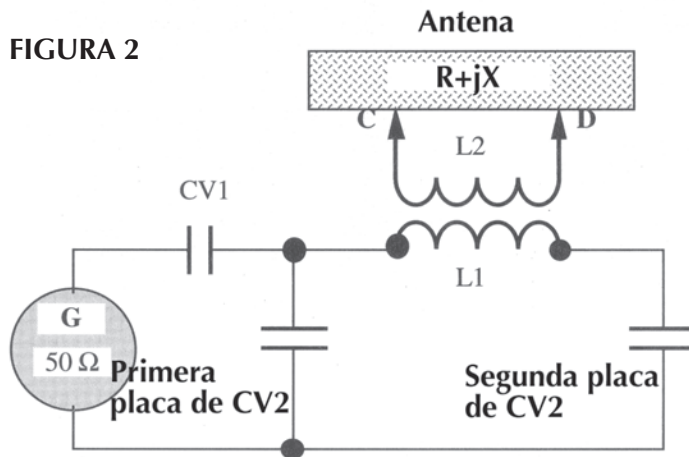 Antena
FIGURA 2
R+jX
C
D
L2
CV1
L1
G
50 Ω
Primera
placa de CV2
Segunda placa
de CV2